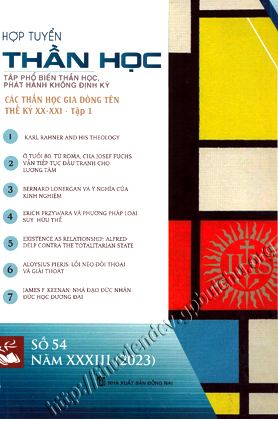 HỢP TUYỂN
THẦN HỌC
TẬP PHỔ BIẾN THẦN HỌC,
PHÁT HÀNH KHÔNG ĐỊNH KỲ
CÁC THẦN HỌC GIA DÒNG TÊN
THẾ KỶ XX-XXI - Tập 1
1 KARL RAHNER AND HIS THEOLOGY
2 Ở TUỔI 80, TỪ ROMA, CHA JOSEF FUCHS
VẪN TIẾP TỤC ĐẤU TRANH CHO
LƯƠNG TÂM
3 BERNARD LONERGAN VÀ Ý NGHĨA CỦA
KINH NGHIỆM
4 ERICH PRZYWARA VÀ PHƯƠNG PHÁP LOẠI
SUY HỮU THỂ
5 EXISTENCE AS RELATIONSHIP: ALFRED
DELP CONTRA THE TOTALITARIAN STATE
6 ALOYSIUS PIERIS: LỐI NẺO ĐỐI THOẠI
VÀ GIẢI THOÁT
7 JAMES F. KEENAN: NHÀ ĐẠO ĐỨC NHÂN
ĐỨC HỌC ĐƯƠNG ĐẠI
IHS
SỐ 54
NĂM XXXIII (2023)
NHÀ XUẤT BẢN ĐỒNG NAI